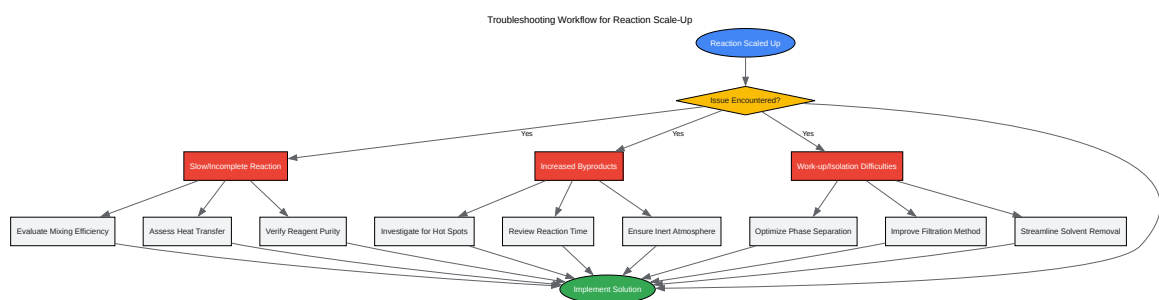 Troubleshooting Workflow for Reaction Scale-Up
Reaction Scaled Up
Issue Encountered?
Yes
Yes
Yes
Slow/Incomplete Reaction
Increased Byproducts
Work-up/Isolation Difficulties
Evaluate Mixing Efficiency
Assess Heat Transfer
Verify Reagent Purity
Investigate for Hot Spots
Review Reaction Time
Ensure Inert Atmosphere
Optimize Phase Separation
Improve Filtration Method
Streamline Solvent Removal
Implement Solution